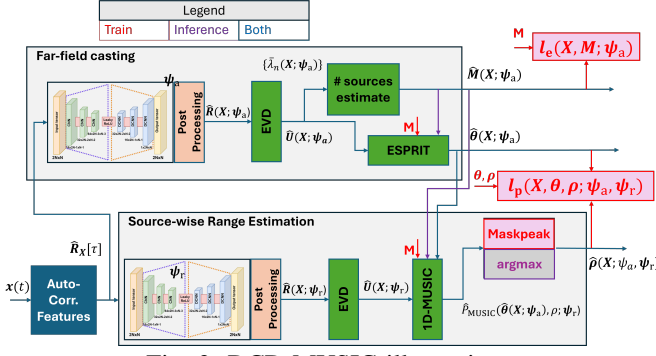 Legend
Train
Inference
Both
Far-field casting
ψ_a
Post
Processing
R̂(X; ψ_a)
EVD
{λ̄_n(X; ψ_a)}
Û(X; ψ_a)
# sources
estimate
M
ESPRIT
M̂(X; ψ_a)
θ̂(X; ψ_a)
M
l_e(X, M; ψ_a)
θ, ρ
l_p(X, θ, ρ; ψ_a, ψ_r)
R̂_X[τ]
x(t)
Auto-
Corr.
Features
Source-wise Range Estimation
ψ_r
2NxN
2NxN
Post
Processing
R̂(X; ψ_r)
EVD
Û(X; ψ_r)
M
1D-MUSIC
Maskpeak
argmax
P̂_MUSIC(θ̂(X; ψ_a), ρ; ψ_r)
ρ̂(X; ψ_a, ψ_r)